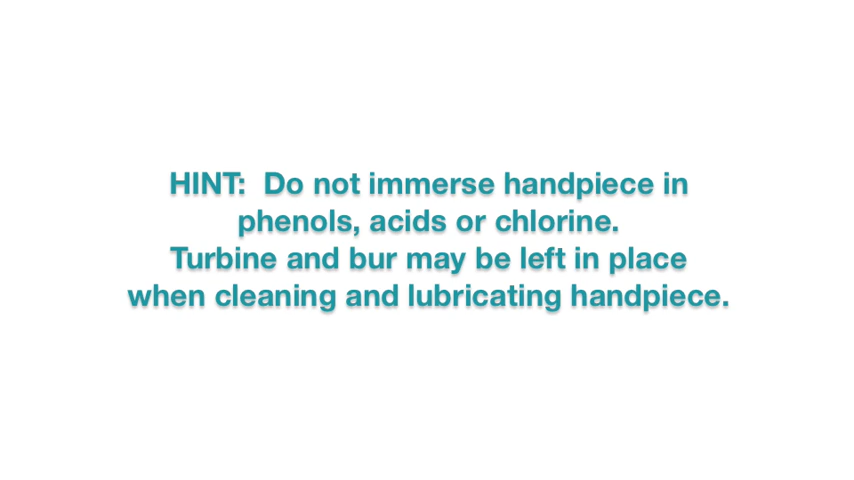 HINT:  Do not immerse handpiece in
phenols, acids or chlorine.
Turbine and bur may be left in place
when cleaning and lubricating handpiece.